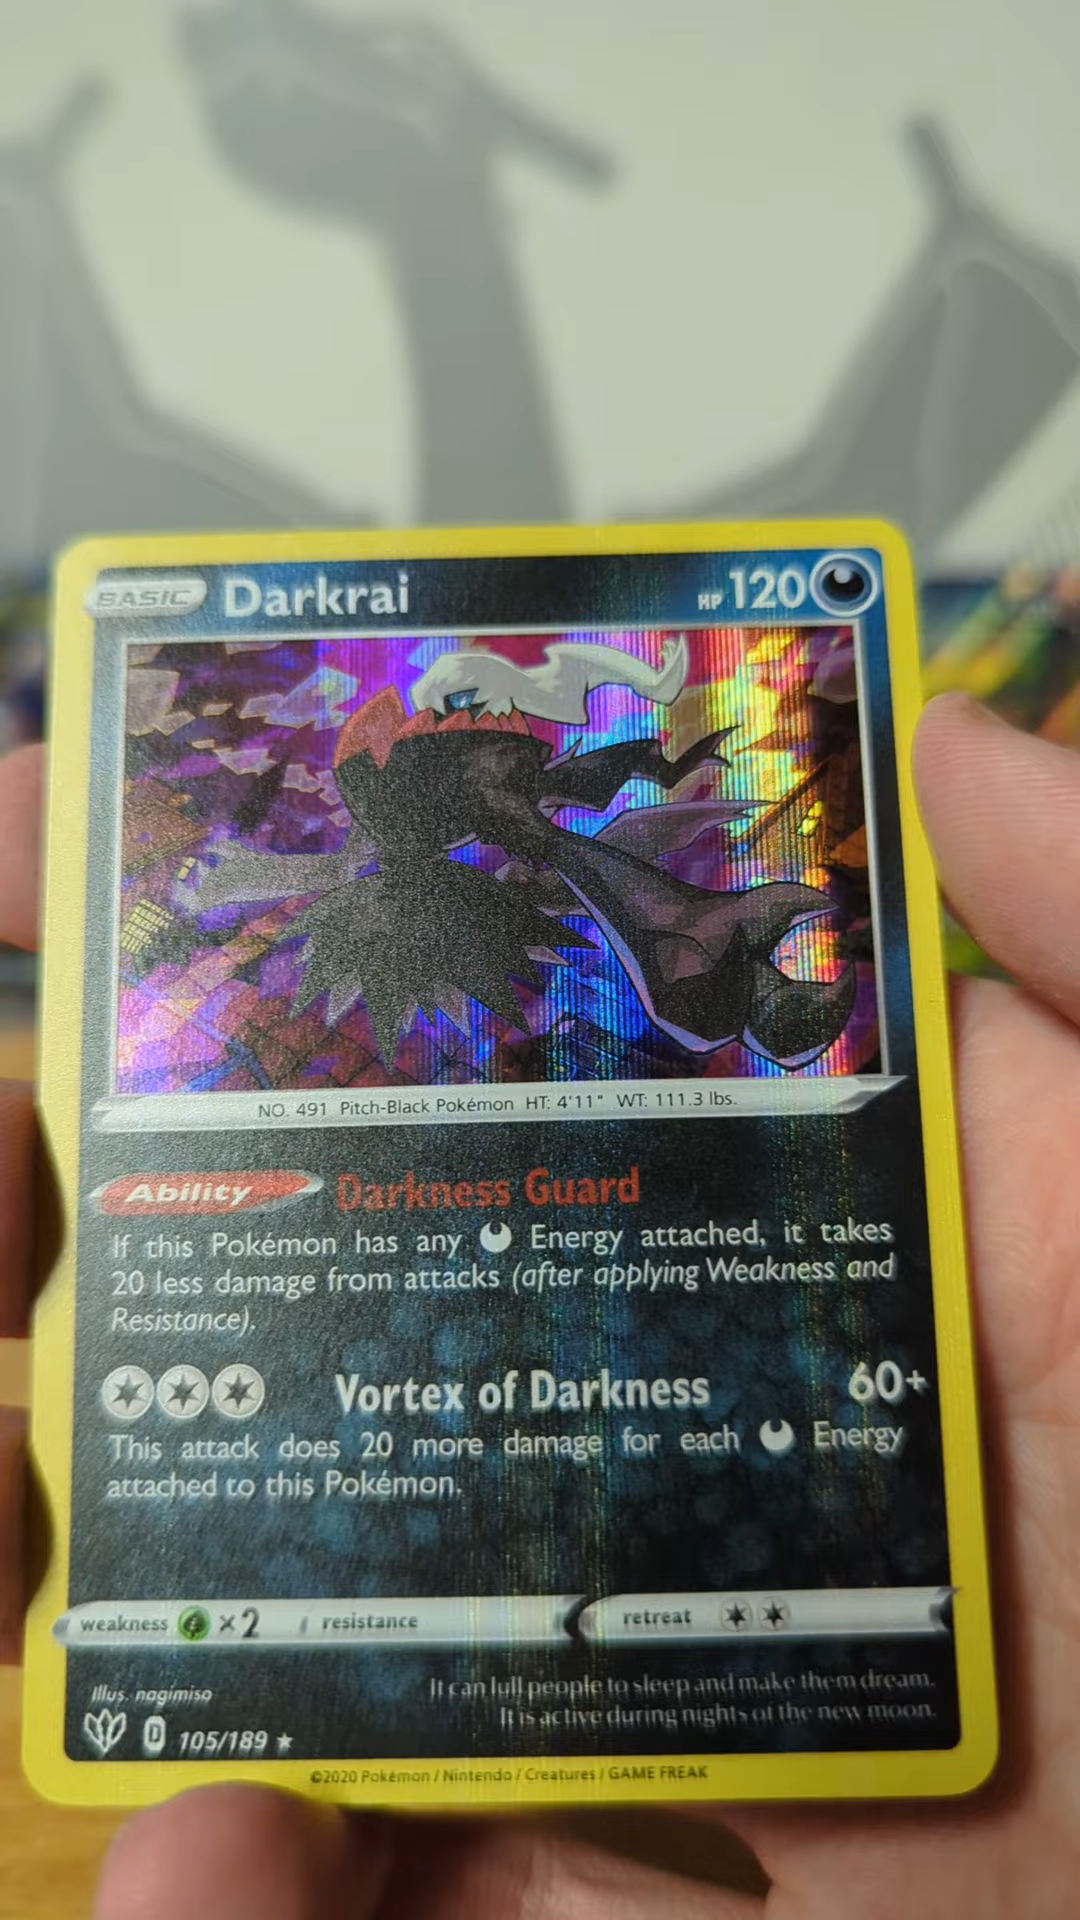 BASIC Darkrai HP 120
NO. 491 Pitch-Black Pokémon HT: 4'11" WT: 111.3 lbs.
Ability Darkness Guard
If this Pokémon has any Energy attached, it takes
20 less damage from attacks (after applying Weakness and
Resistance).
Vortex of Darkness 60+
This attack does 20 more damage for each Energy
attached to this Pokémon.
weakness ×2 resistance retreat
Illus. nagimiso
It can lull people to sleep and make them dream.
It is active during nights of the new moon.
D 105/189 ★
©2020 Pokémon / Nintendo / Creatures / GAME FREAK